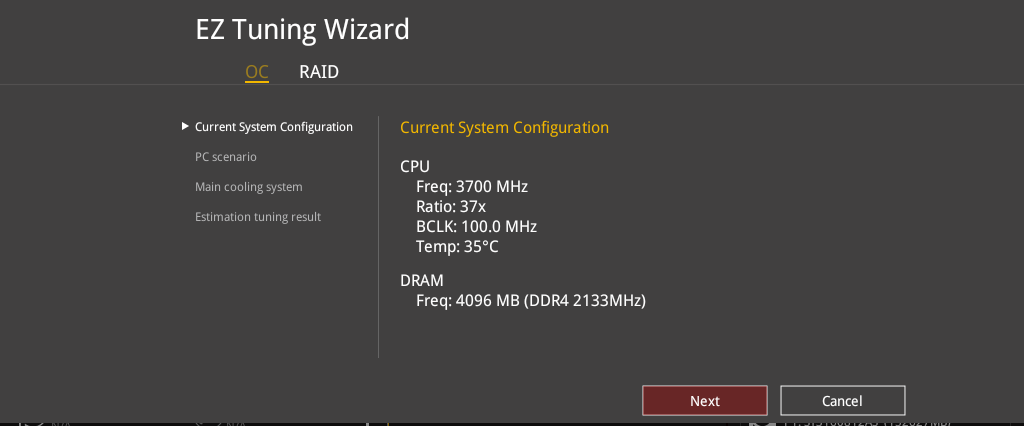 EZ Tuning Wizard
OC RAID
Current System Configuration
PC scenario
Main cooling system
Estimation tuning result
Current System Configuration
CPU
Freq: 3700 MHz
Ratio: 37x
BCLK: 100.0 MHz
Temp: 35°C
DRAM
Freq: 4096 MB (DDR4 2133MHz)
Next Cancel